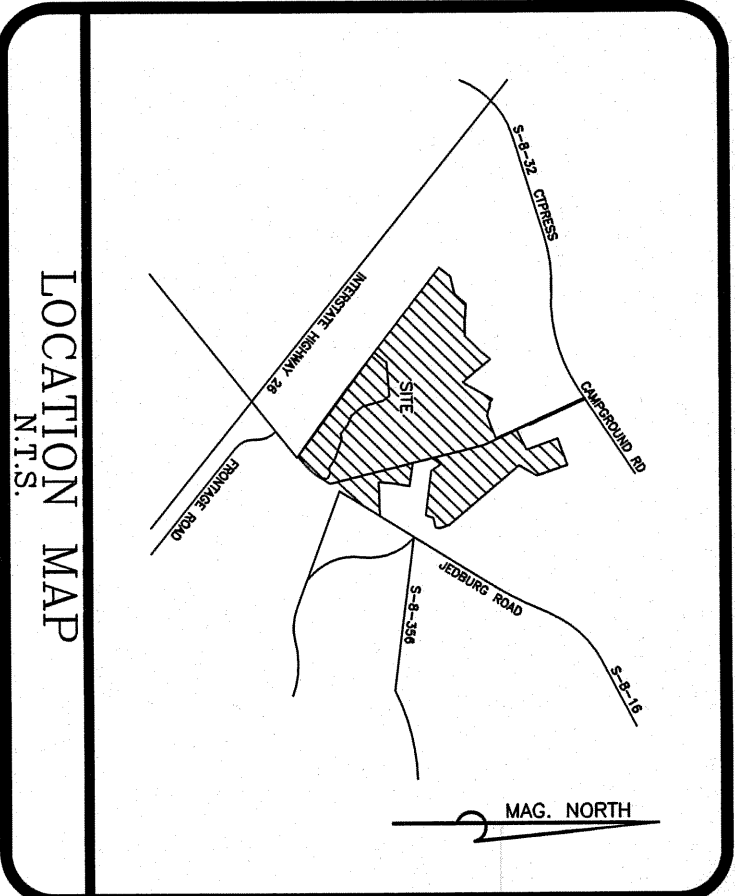 S-8-32 CYPRESS
CAMPGROUND RD
INTERSTATE HIGHWAY 26
SITE
FRONTAGE ROAD
JEDBURG ROAD
S-8-356
S-8-16
MAG. NORTH
LOCATION MAP
N.T.S.